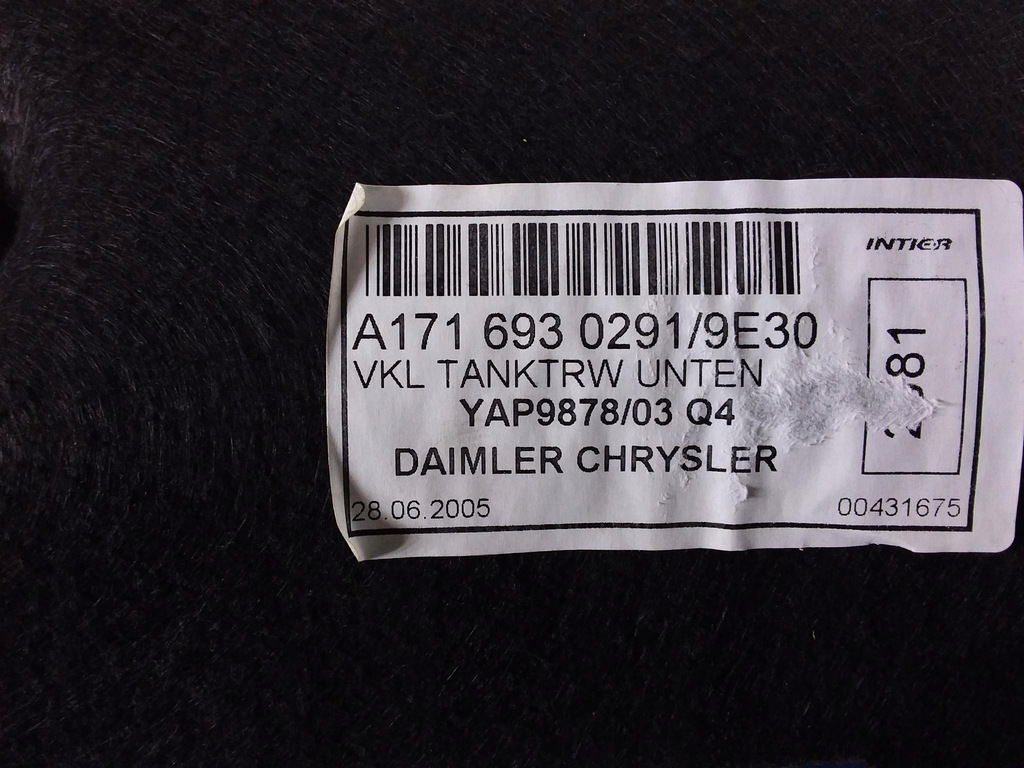 INTIER
A171 693 0291/9E30
VKL TANKTRW UNTEN
YAP9878/03 Q4
DAIMLER CHRYSLER
28.06.2005
00431675